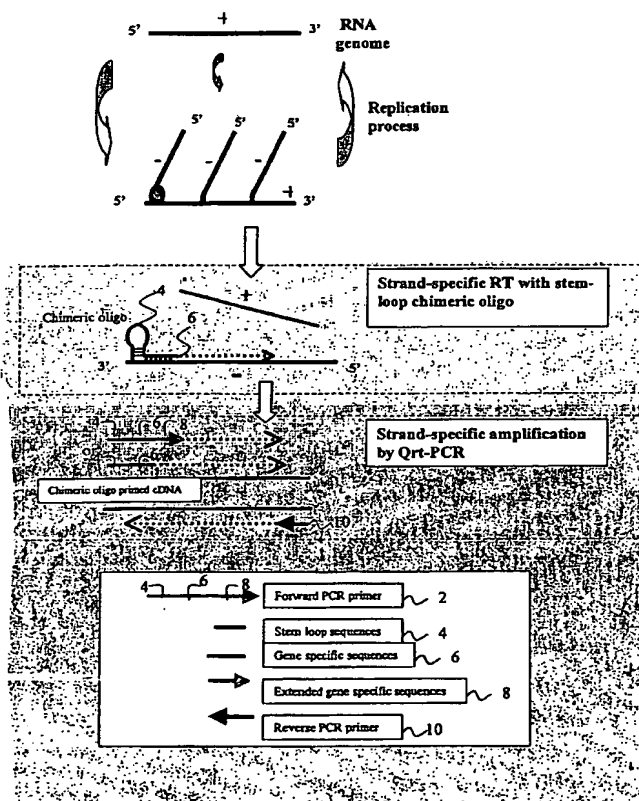 +
5' 3' RNA
genome
Replication
process
5' 5' 5'
- - -
+
5' 3'
4
+
6
Chimeric oligo
3' - 5'
Strand-specific RT with stem-
loop chimeric oligo
6 8
Strand-specific amplification
by Qrt-PCR
Chimeric oligo primed cDNA
10
4 6 8
Forward PCR primer 2
Stem loop sequences 4
Gene specific sequences 6
Extended gene specific sequences 8
Reverse PCR primer 10